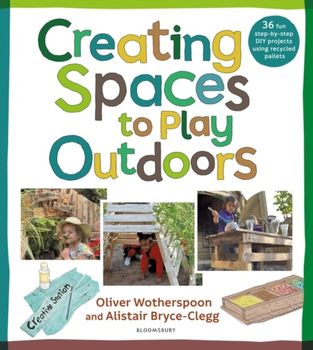 36 fun
step-by-step
DIY projects
using recycled
pallets
Creating
Spaces
to Play
Outdoors
Creative Station
Oliver Wotherspoon
and Alistair Bryce-Clegg
BLOOMSBURY